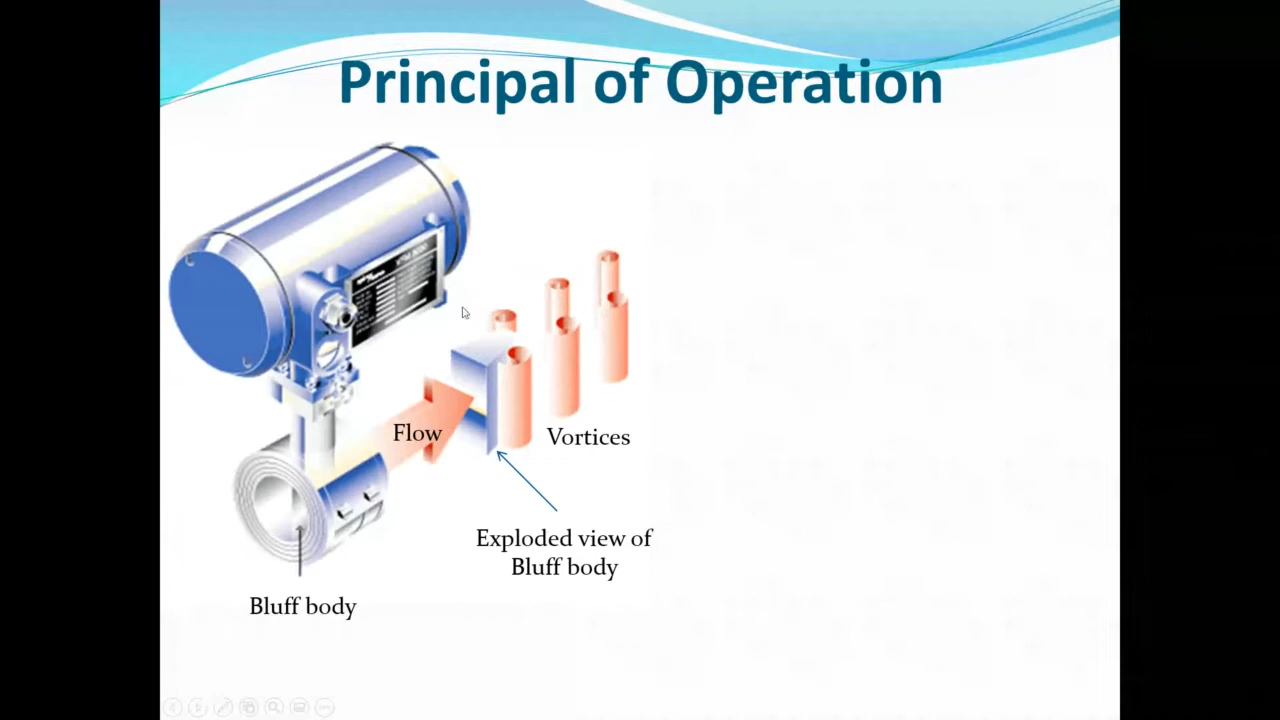 Principal of Operation
Flow
Vortices
Exploded view of
Bluff body
Bluff body